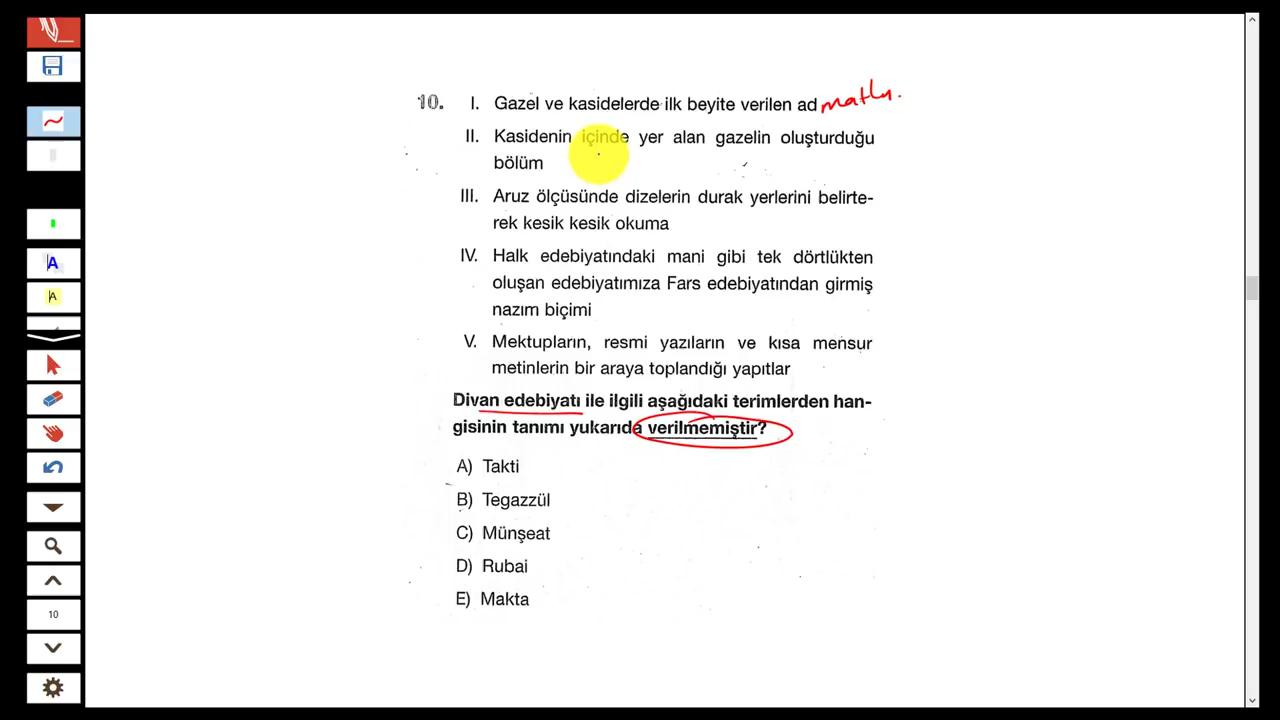 10. I. Gazel ve kasidelerde ilk beyite verilen ad matla.
II. Kasidenin içinde yer alan gazelin oluşturduğu
bölüm
III. Aruz ölçüsünde dizelerin durak yerlerini belirte-
rek kesik kesik okuma
IV. Halk edebiyatındaki mani gibi tek dörtlükten
oluşan edebiyatımıza Fars edebiyatından girmiş
nazım biçimi
V. Mektupların, resmi yazıların ve kısa mensur
metinlerin bir araya toplandığı yapıtlar
Divan edebiyatı ile ilgili aşağıdaki terimlerden han-
gisinin tanımı yukarıda verilmemiştir?
A) Takti
B) Tegazzül
C) Münşeat
D) Rubai
E) Makta
A
A
10